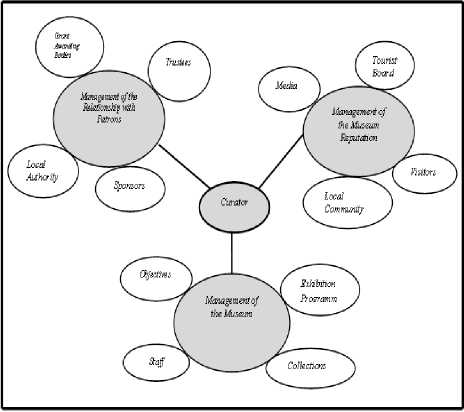 Grant
Awarding
Bodies
Trustees
Management of the
Relationship with
Patrons
Local
Authority
Sponsors
Media
Tourist
Board
Management of
the Museum
Reputation
Visitors
Local
Community
Curator
Objectives
Exhibition
Programm
Management of
the Museum
Staff
Collections